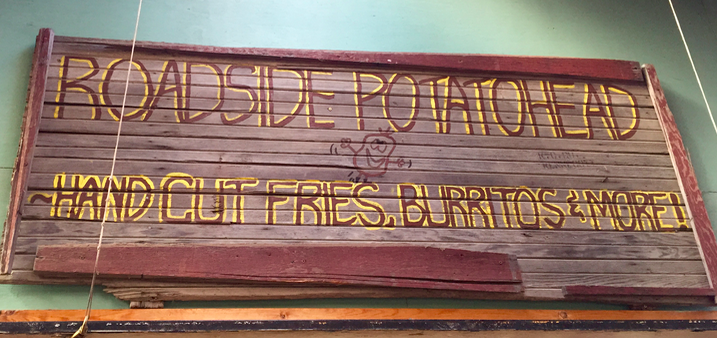 ROADSIDE POTATOHEAD
~HAND CUT FRIES, BURRITOS & MORE!!